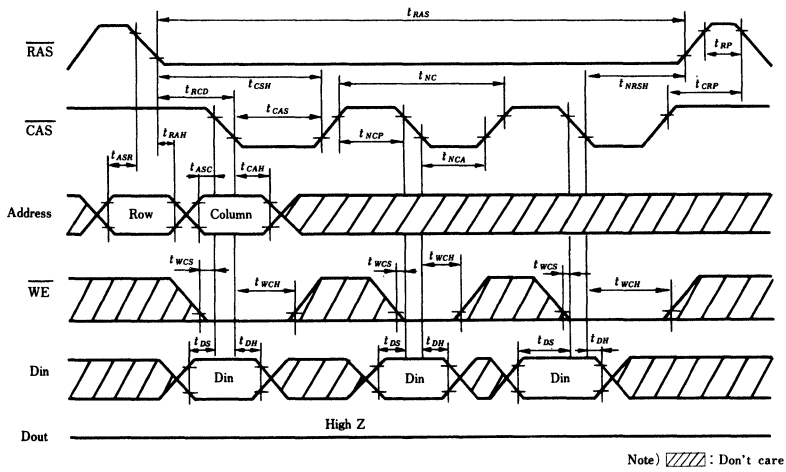 tRAS
RAS
tRP
tCSH
tNC
tRCD
tNRSH
tCRP
tCAS
CAS
tRAH
tNCP
tASR
tASC
tCAH
tNCA
Address
Row
Column
tWCS
tWCH
tWCS
tWCH
tWCS
tWCH
WE
tDS
tDH
tDS
tDH
tDS
tDH
Din
Din
Din
Din
High Z
Dout
Note) : Don't care